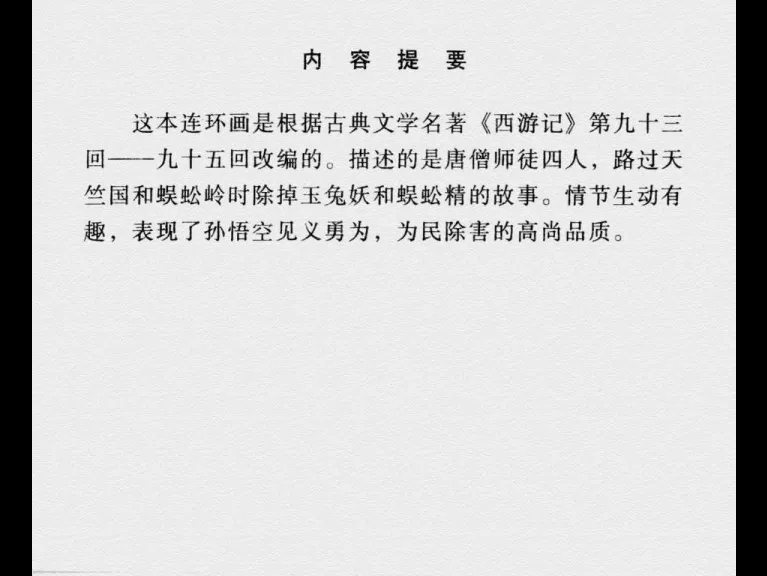 内 容 提 要
这本连环画是根据古典文学名著《西游记》第九十三
回——九十五回改编的。描述的是唐僧师徒四人，路过天
竺国和蜈蚣岭时除掉玉兔妖和蜈蚣精的故事。情节生动有
趣，表现了孙悟空见义勇为，为民除害的高尚品质。